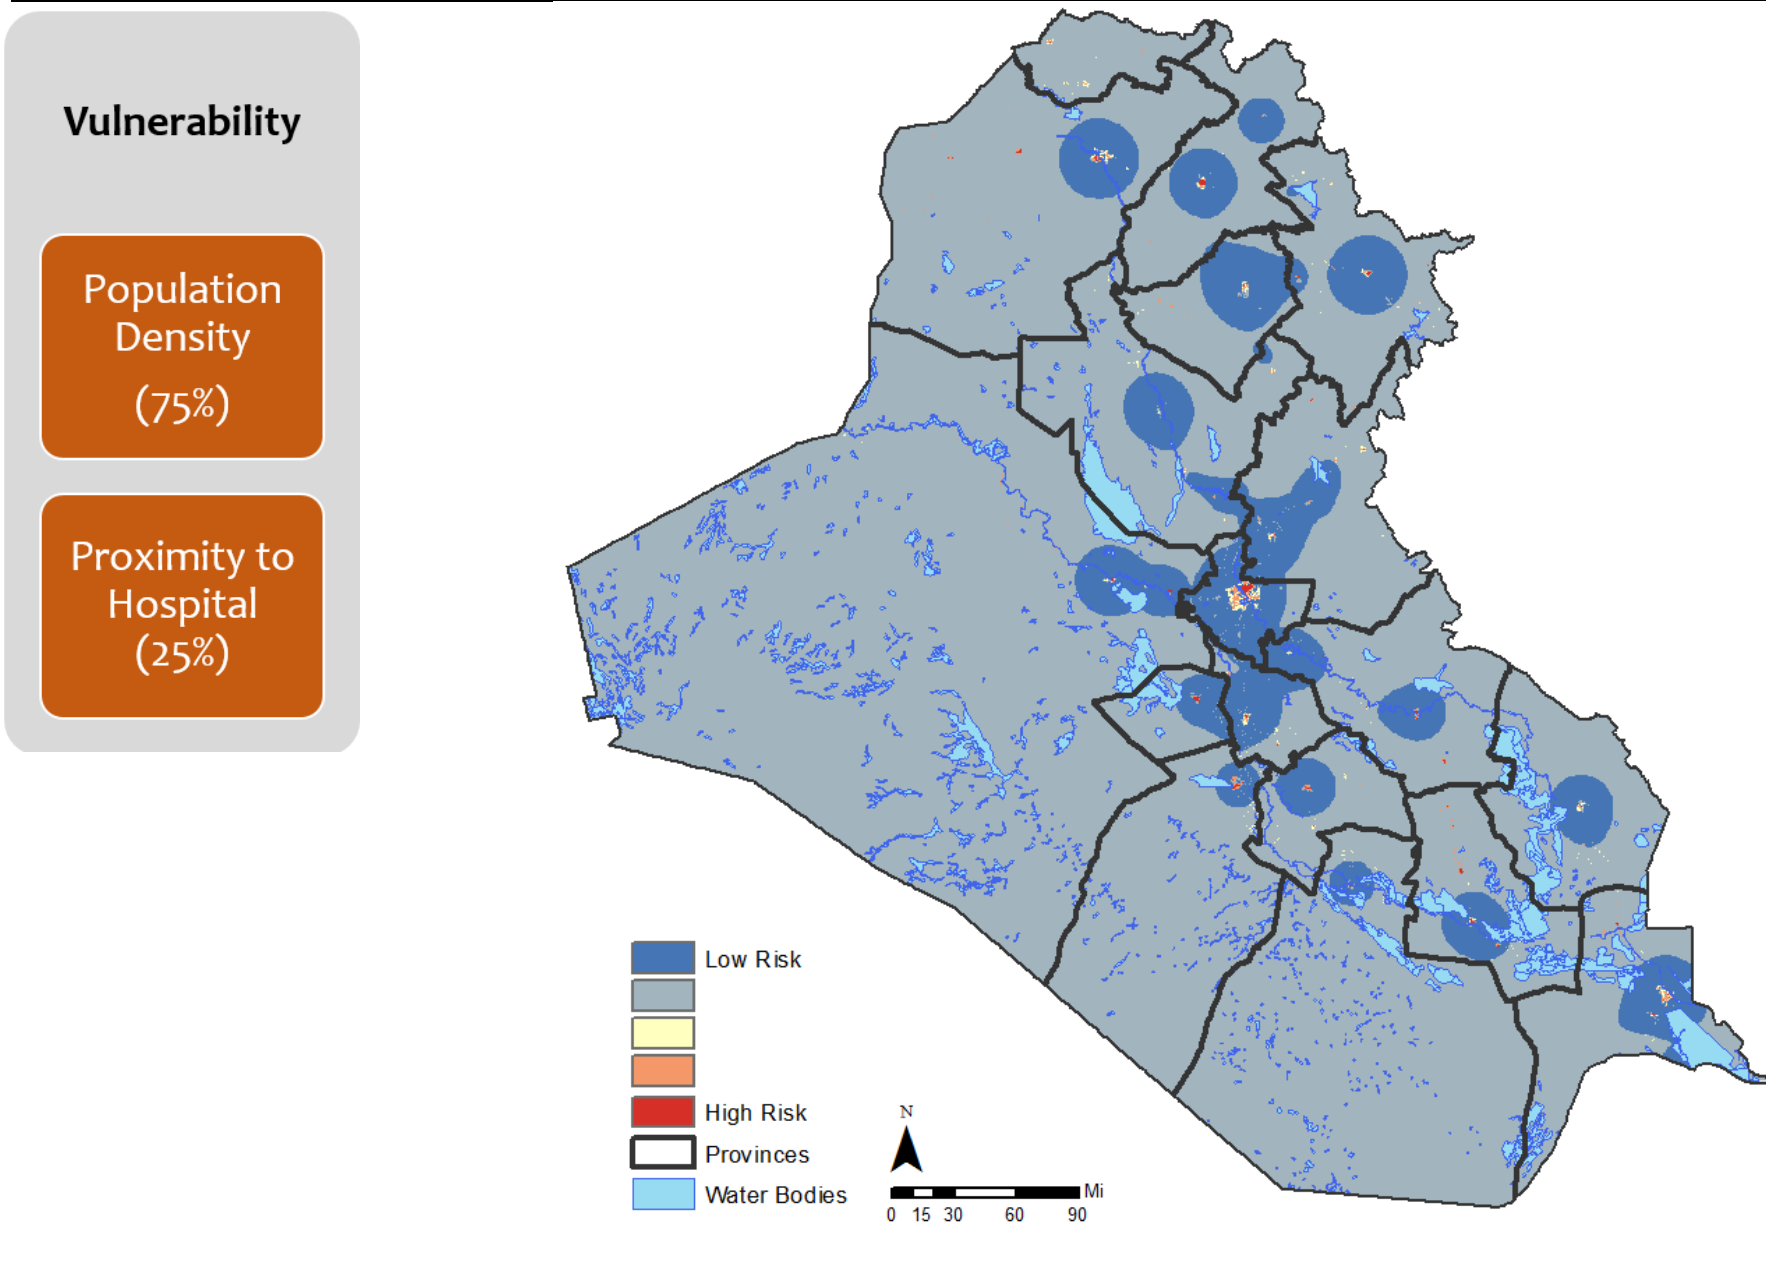 Vulnerability
Population
Density
(75%)
Proximity to
Hospital
(25%)
Low Risk
High Risk
Provinces
Water Bodies
N
Mi
0 15 30 60 90